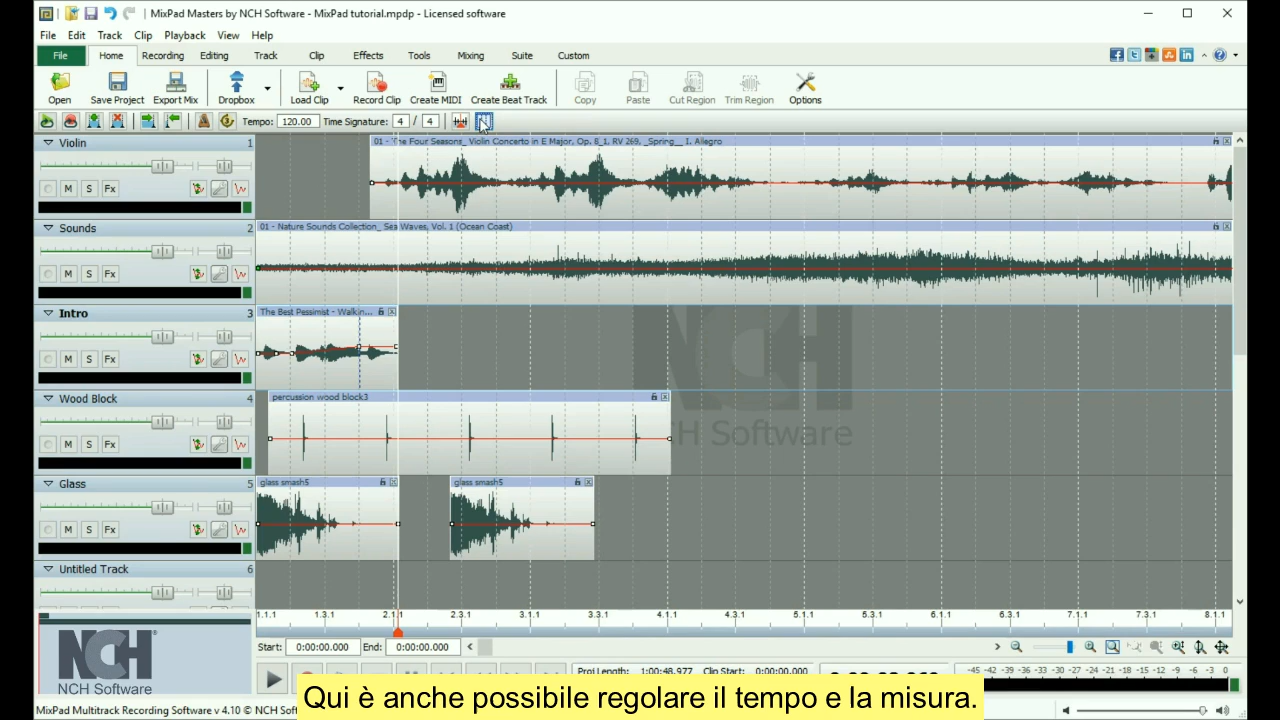 MixPad Masters by NCH Software - MixPad tutorial.mpdp - Licensed software
File Edit Track Clip Playback View Help
File Home Recording Editing Track Clip Effects Tools Mixing Suite Custom
Open Save Project Export Mix Dropbox Load Clip Record Clip Create MIDI Create Beat Track Copy Paste Cut Region Trim Region Options
Tempo: 120.00 Time Signature: 4 / 4
Violin 1
01 - The Four Seasons_ Violin Concerto in E Major, Op. 8_1, RV 269, _Spring__ I. Allegro
M S Fx
Sounds 2
01 - Nature Sounds Collection_ Sea Waves, Vol. 1 (Ocean Coast)
M S Fx
Intro 3
The Best Pessimist - Walkin...
M S Fx
NCH
NCH Software
Wood Block 4
percussion wood block3
M S Fx
Glass 5
glass smash5
glass smash5
M S Fx
Untitled Track 6
1.1.1 1.3.1 2.1.1 2.3.1 3.1.1 3.3.1 4.1.1 4.3.1 5.1.1 5.3.1 6.1.1 6.3.1 7.1.1 7.3.1 8.1.1
Start: 0:00:00.000 End: 0:00:00.000
NCH
NCH Software
Proj Length: 1:00:48.977 Clip Start: 0:00:00.000
-45 -42 -39 -36 -33 -30 -27 -24 -21 -18 -15 -12 -9 -6 -3 0
Qui è anche possibile regolare il tempo e la misura.
MixPad Multitrack Recording Software v 4.10 © NCH